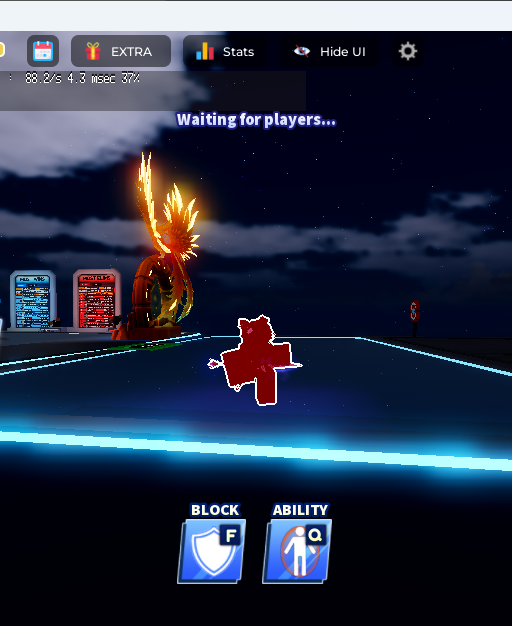 EXTRA
Stats
Hide UI
: 88.2/s 4.3 msec 37%
Waiting for players...
BLOCK
ABILITY
F
Q